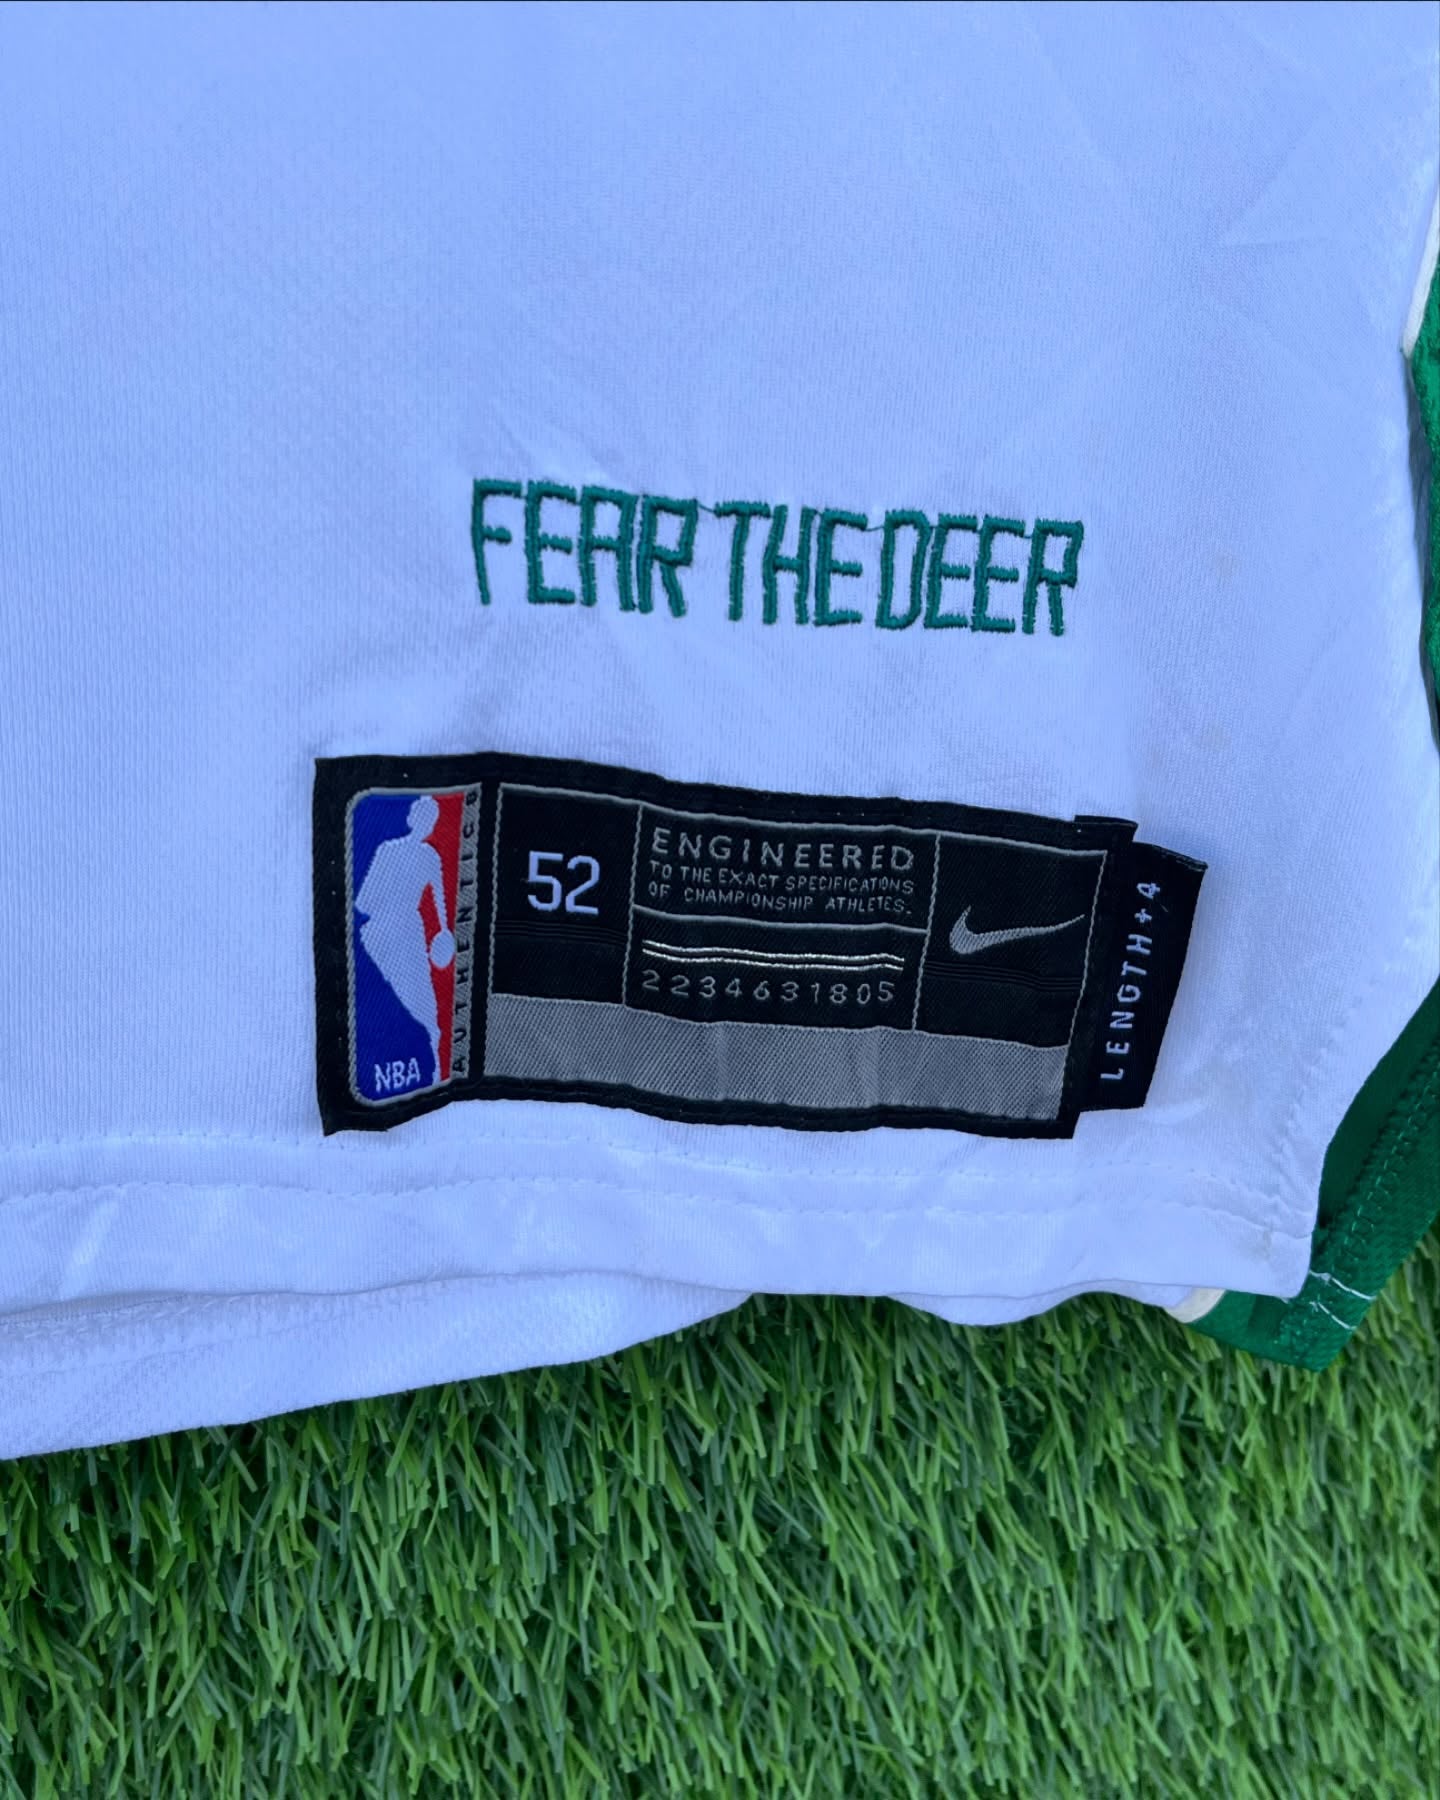 FEAR THE DEER
NBA
AUTHENTICS
52
ENGINEERED
TO THE EXACT SPECIFICATIONS
OF CHAMPIONSHIP ATHLETES.
2234631805
LENGTH+4